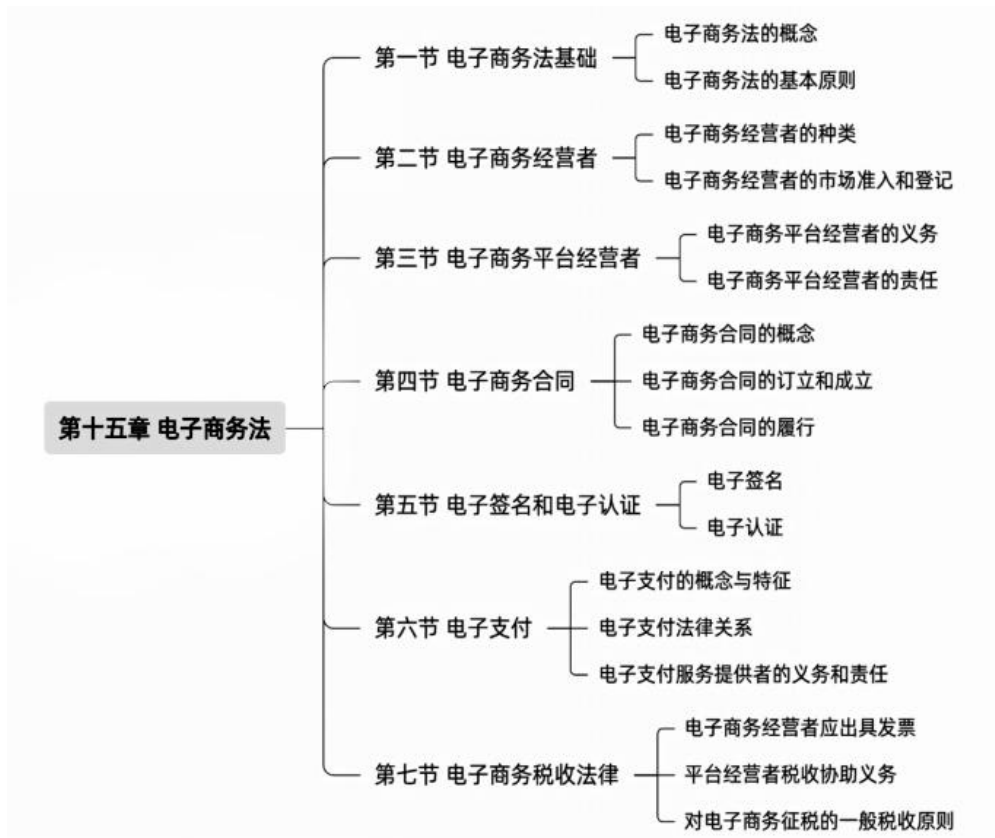 第十五章 电子商务法
第一节 电子商务法基础
电子商务法的概念
电子商务法的基本原则
第二节 电子商务经营者
电子商务经营者的种类
电子商务经营者的市场准入和登记
第三节 电子商务平台经营者
电子商务平台经营者的义务
电子商务平台经营者的责任
第四节 电子商务合同
电子商务合同的概念
电子商务合同的订立和成立
电子商务合同的履行
第五节 电子签名和电子认证
电子签名
电子认证
第六节 电子支付
电子支付的概念与特征
电子支付法律关系
电子支付服务提供者的义务和责任
第七节 电子商务税收法律
电子商务经营者应出具发票
平台经营者税收协助义务
对电子商务征税的一般税收原则